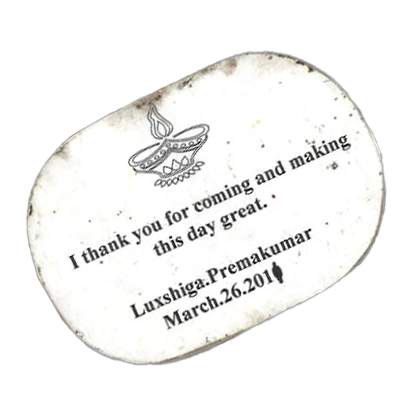 I thank you for coming and making
this day great.
Luxshiga.Premakumar
March.26.201